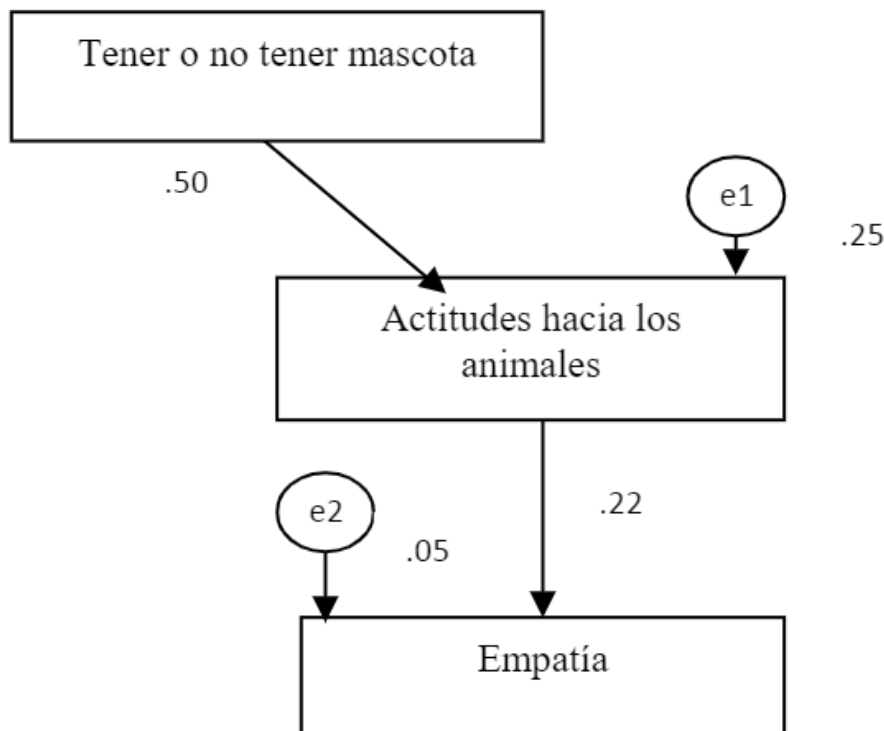 Tener o no tener mascota
.50
e1
.25
Actitudes hacia los
animales
e2
.05
.22
Empatía